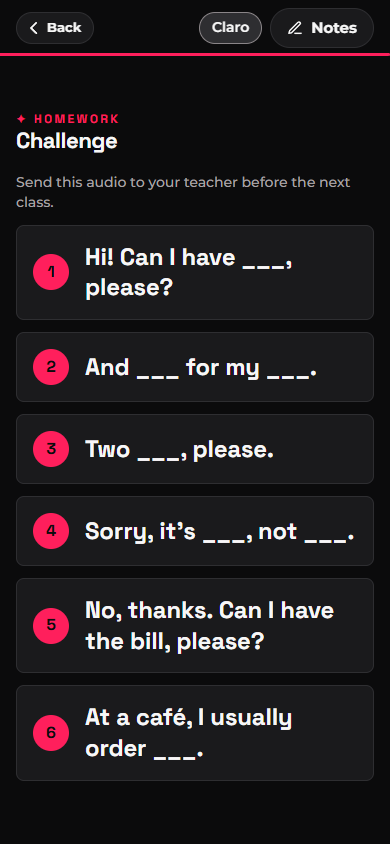 Back
Claro
Notes
✦ HOMEWORK
Challenge
Send this audio to your teacher before the next
class.
1
Hi! Can I have ___,
please?
2
And ___ for my ___.
3
Two ___, please.
4
Sorry, it’s ___, not ___.
5
No, thanks. Can I have
the bill, please?
6
At a café, I usually
order ___.